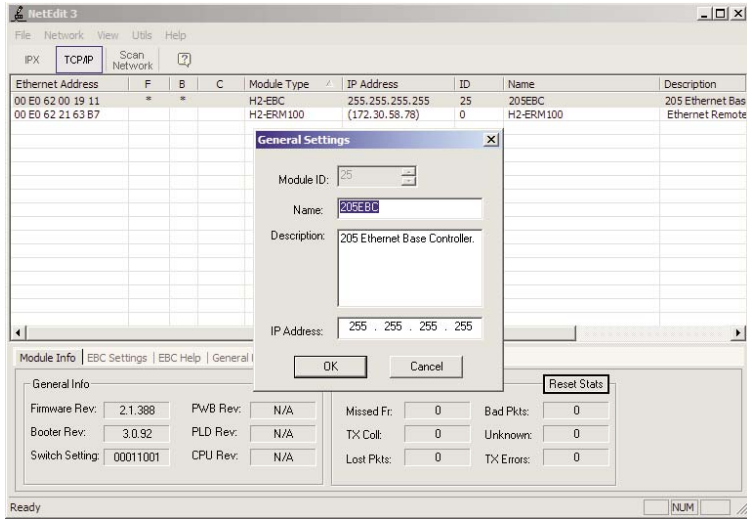 NetEdit 3
File Network View Utils Help
IPX TCP/IP Scan Network
Ethernet Address F B C Module Type IP Address ID Name Description
00 E0 62 00 19 11 * * H2-EBC 255.255.255.255 25 205EBC 205 Ethernet Bas
00 E0 62 21 63 B7 H2-ERM100 (172.30.58.78) 0 H2-ERM100 Ethernet Remote
General Settings
Module ID: 25
Name: 205EBC
Description: 205 Ethernet Base Controller.
IP Address: 255 . 255 . 255 . 255
OK Cancel
Module Info EBC Settings EBC Help General
General Info
Reset Stats
Firmware Rev: 2.1.388 PWB Rev: N/A Missed Fr: 0 Bad Pkts: 0
Booter Rev: 3.0.92 PLD Rev: N/A TX Coll: 0 Unknown: 0
Switch Setting: 00011001 CPU Rev: N/A Lost Pkts: 0 TX Errors: 0
Ready NUM